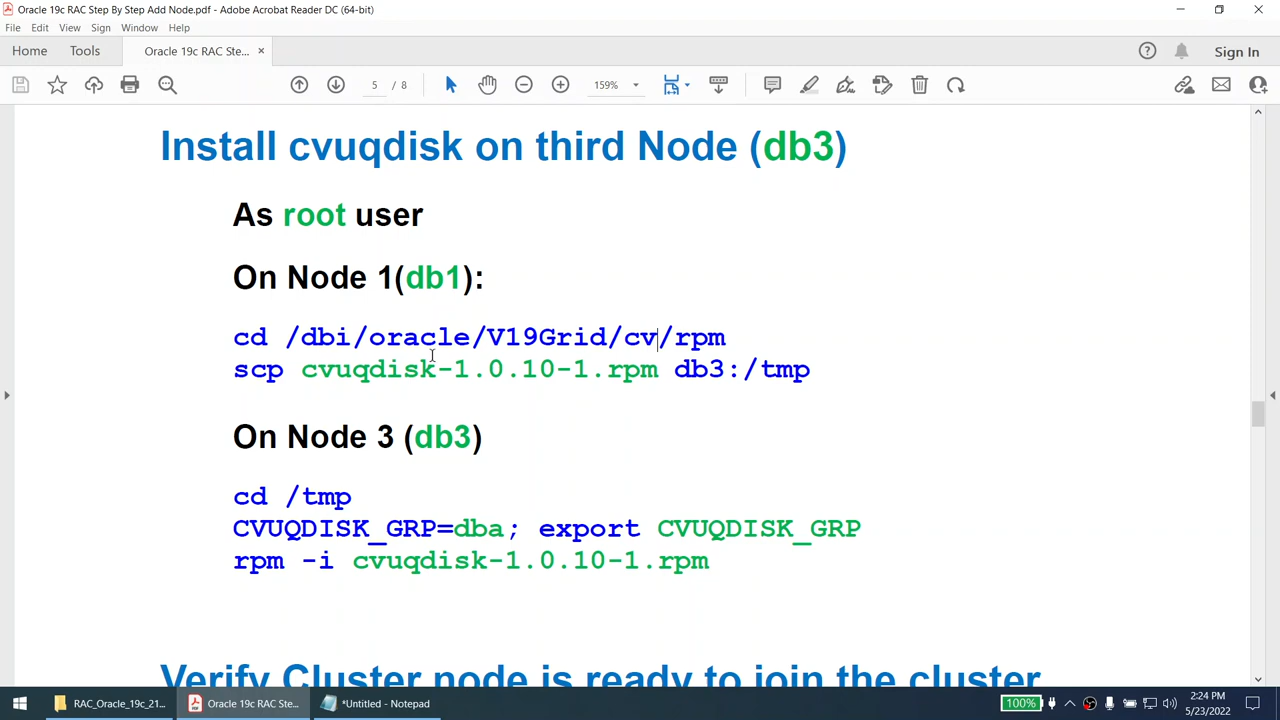 Oracle 19c RAC Step By Step Add Node.pdf - Adobe Acrobat Reader DC (64-bit)
File Edit View Sign Window Help
Home Tools Oracle 19c RAC Ste... × Sign In
5 / 8 159%
Install cvuqdisk on third Node (db3)
As root user
On Node 1(db1):
cd /dbi/oracle/V19Grid/cv/rpm
scp cvuqdisk-1.0.10-1.rpm db3:/tmp
On Node 3 (db3)
cd /tmp
CVUQDISK_GRP=dba; export CVUQDISK_GRP
rpm -i cvuqdisk-1.0.10-1.rpm
Verify Cluster node is ready to join the cluster
RAC_Oracle_19c_21... Oracle 19c RAC Ste... *Untitled - Notepad 100% 2:24 PM
5/23/2022